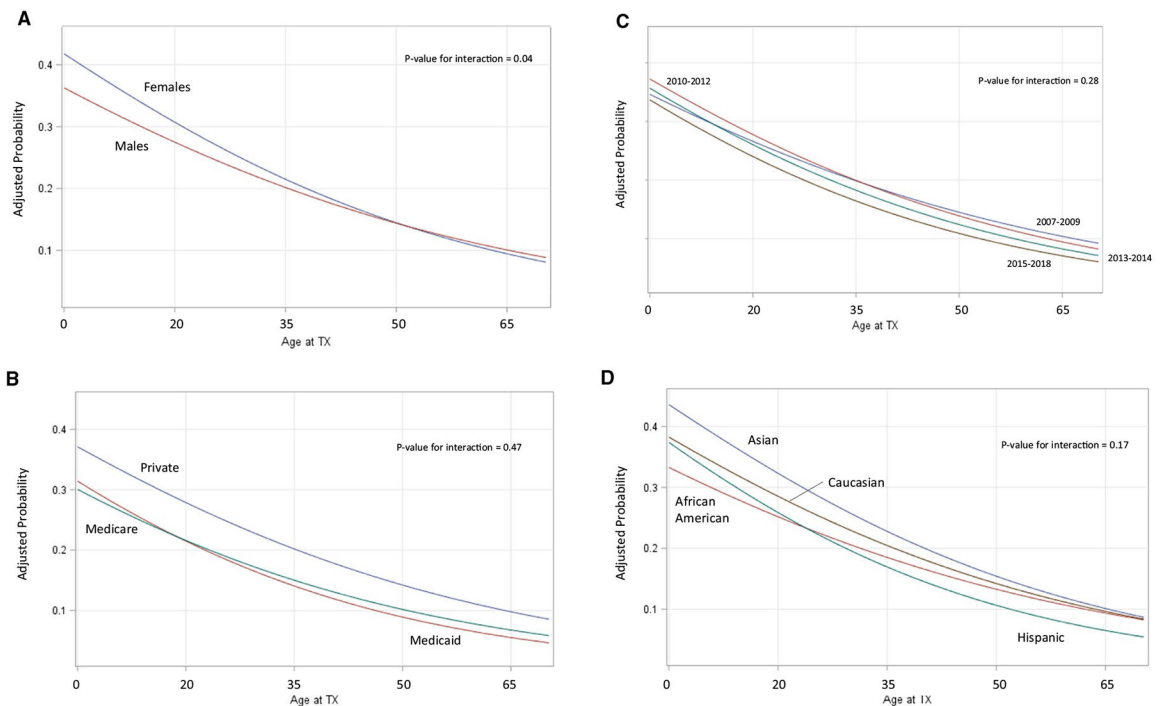 A
P-value for interaction = 0.04
Females
Males
Adjusted Probability
0.4
0.3
0.2
0.1
0 20 35 50 65
Age at TX
C
2010-2012
P-value for interaction = 0.28
Adjusted Probability
2007-2009
2013-2014
2015-2018
0 20 35 50 65
Age at TX
B
P-value for interaction = 0.47
Private
Medicare
Medicaid
Adjusted Probability
0.4
0.3
0.2
0.1
0 20 35 50 65
Age at TX
D
Asian
P-value for interaction = 0.17
Caucasian
African
American
Hispanic
Adjusted Probability
0.4
0.3
0.2
0.1
0 20 35 50 65
Age at TX